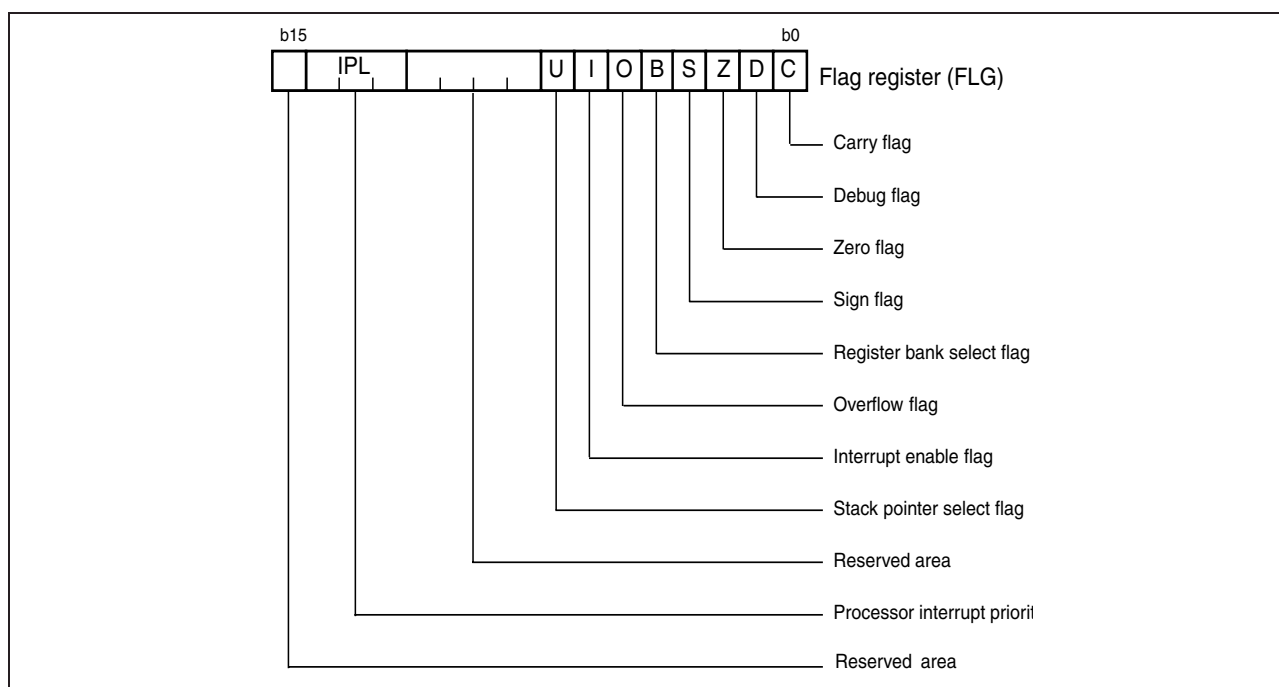 b15 b0
IPL U I O B S Z D C Flag register (FLG)
Carry flag
Debug flag
Zero flag
Sign flag
Register bank select flag
Overflow flag
Interrupt enable flag
Stack pointer select flag
Reserved area
Processor interrupt
Reserved area